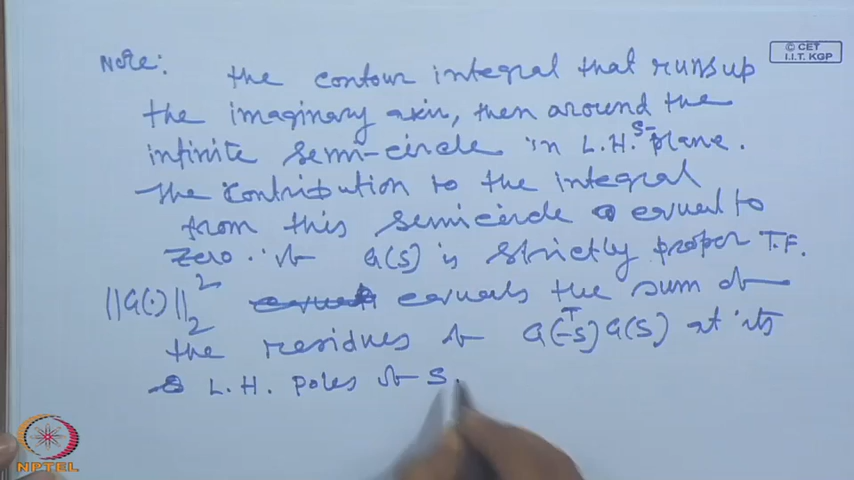 © CET
I.I.T. KGP
Note: the contour integral that runs up
the imaginary axis, then around the
infinite semi-circle in L.H. s- plane.
The contribution to the integral
from this semicircle equal to
zero. if G(s) is strictly proper T.F.
||G(·)||₂² equals the sum of
the residues of G(-s)ᵀG(s) at its
L.H. poles of s.
NPTEL